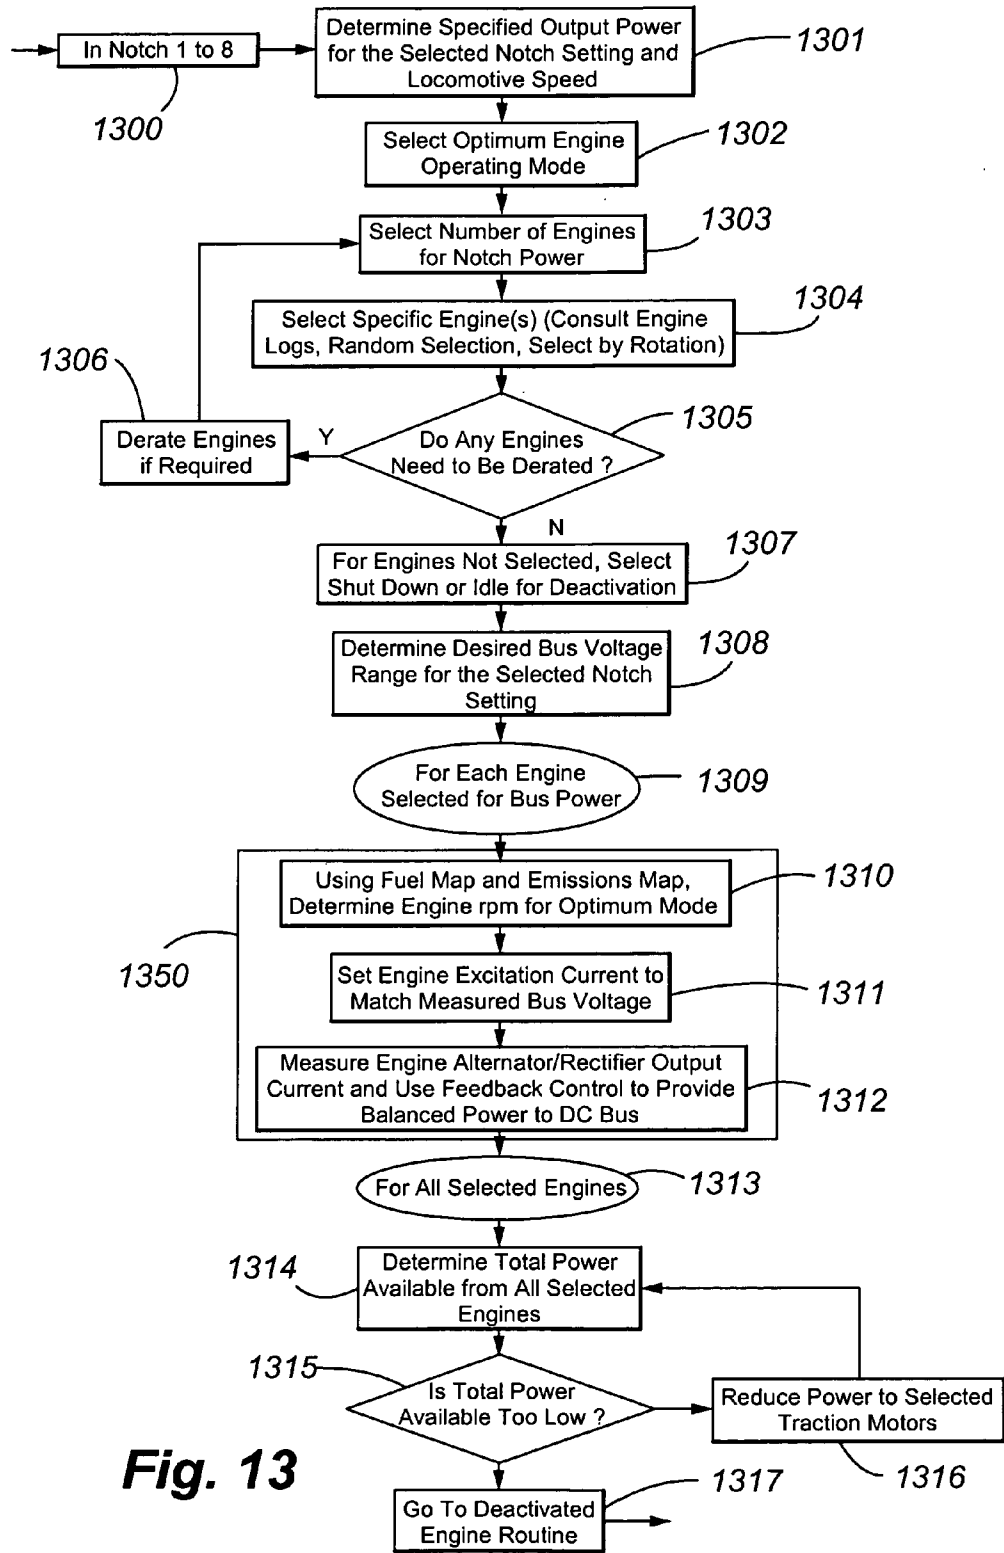 In Notch 1 to 8
1300
Determine Specified Output Power
for the Selected Notch Setting and
Locomotive Speed
1301
Select Optimum Engine
Operating Mode
1302
Select Number of Engines
for Notch Power
1303
Select Specific Engine(s) (Consult Engine
Logs, Random Selection, Select by Rotation)
1304
Do Any Engines
Need to Be Derated ?
1305
Y
Derate Engines
if Required
1306
N
For Engines Not Selected, Select
Shut Down or Idle for Deactivation
1307
Determine Desired Bus Voltage
Range for the Selected Notch
Setting
1308
For Each Engine
Selected for Bus Power
1309
Using Fuel Map and Emissions Map,
Determine Engine rpm for Optimum Mode
1310
1350
Set Engine Excitation Current to
Match Measured Bus Voltage
1311
Measure Engine Alternator/Rectifier Output
Current and Use Feedback Control to Provide
Balanced Power to DC Bus
1312
For All Selected Engines
1313
Determine Total Power
Available from All Selected
Engines
1314
Is Total Power
Available Too Low ?
1315
Reduce Power to Selected
Traction Motors
1316
Go To Deactivated
Engine Routine
1317
Fig. 13